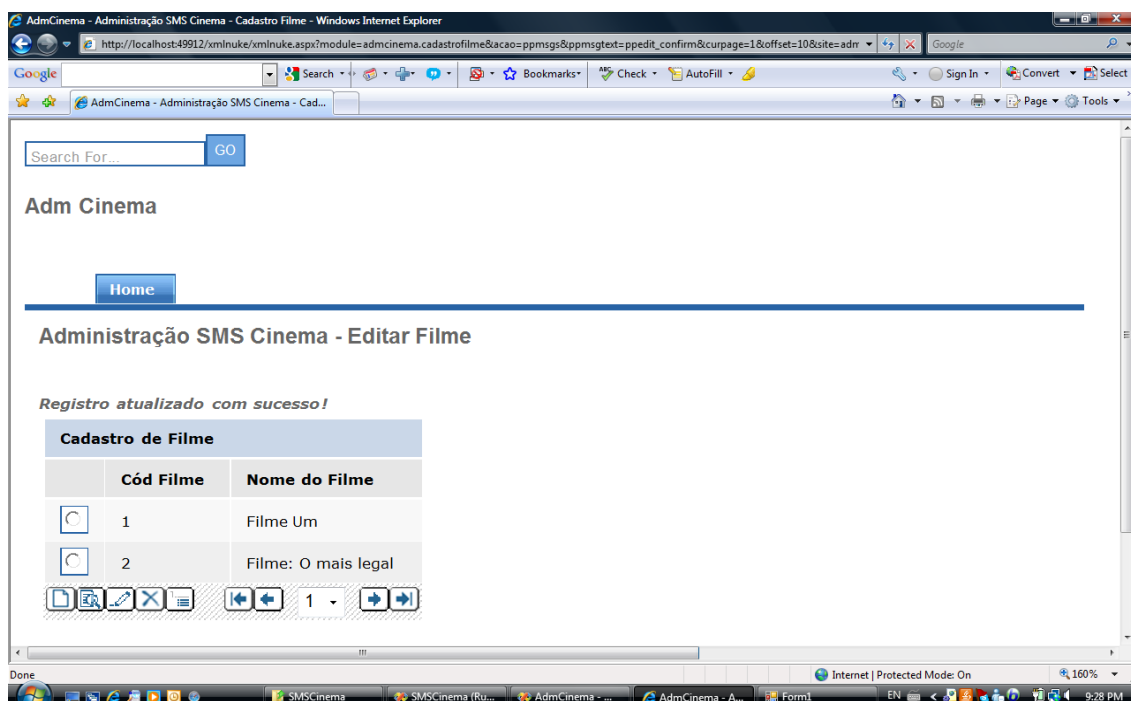 AdmCinema - Administração SMS Cinema - Cadastro Filme - Windows Internet Explorer
http://localhost:49912/xmlnuke/xmlnuke.aspx?module=admcinema.cadastrofilme&acao=ppmsgs&ppmsgtext=ppedit_confirm&curpage=1&offset=10&site=adm
Google
Google Search Bookmarks Check AutoFill Sign In Convert Select
AdmCinema - Administração SMS Cinema - Cad... Page Tools
Search For... GO
Adm Cinema
Home
Administração SMS Cinema - Editar Filme
Registro atualizado com sucesso!
Cadastro de Filme
Cód Filme Nome do Filme
1 Filme Um
2 Filme: O mais legal
1
Done Internet | Protected Mode: On 160%
SMSCinema SMSCinema (Ru... AdmCinema - ... AdmCinema - A... Form1 EN 9:28 PM